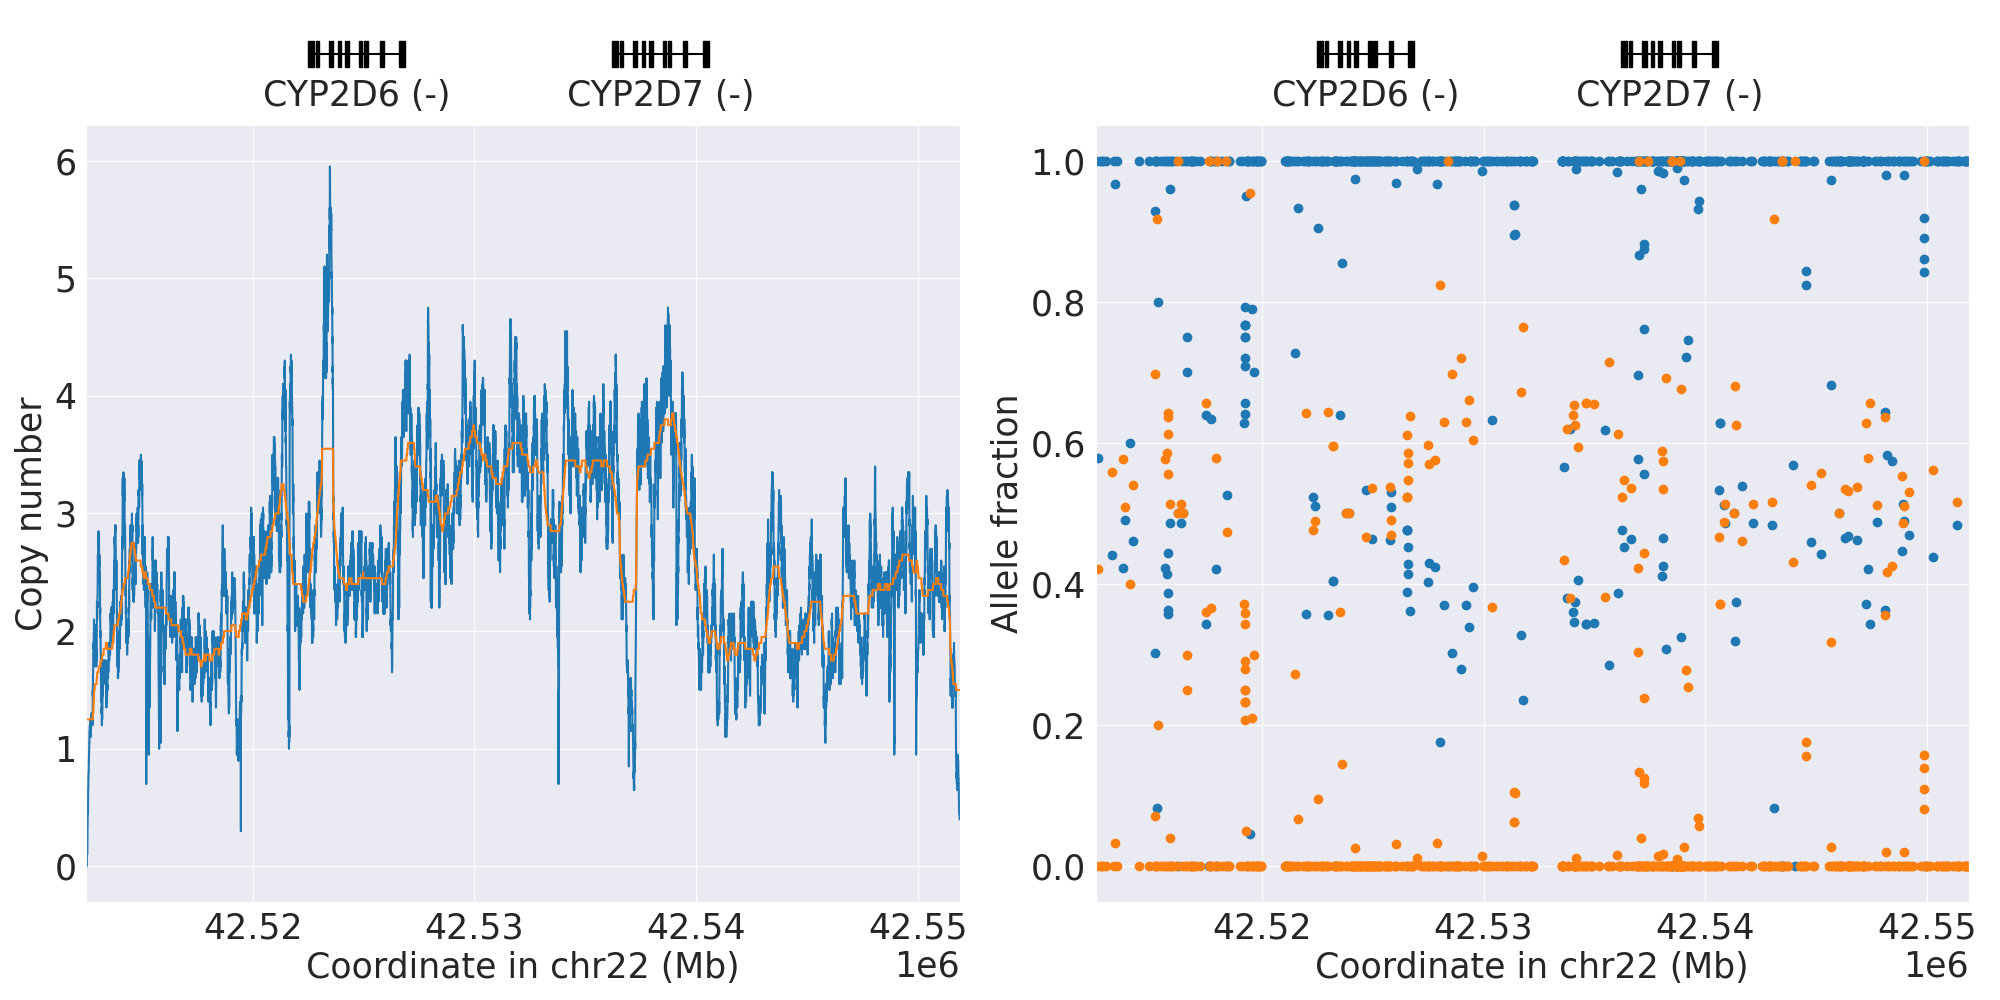 CYP2D6 (-) CYP2D7 (-)
6
5
4
3
2
1
0
Copy number
42.52 42.53 42.54 42.55
Coordinate in chr22 (Mb) 1e6
CYP2D6 (-) CYP2D7 (-)
1.0
0.8
0.6
0.4
0.2
0.0
Allele fraction
42.52 42.53 42.54 42.55
Coordinate in chr22 (Mb) 1e6